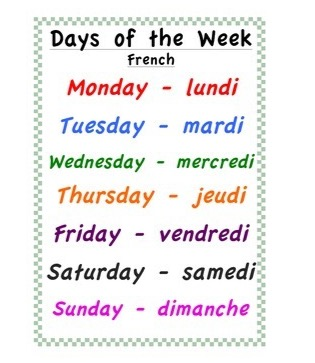 Days of the Week
French
Monday - lundi
Tuesday - mardi
Wednesday - mercredi
Thursday - jeudi
Friday - vendredi
Saturday - samedi
Sunday - dimanche